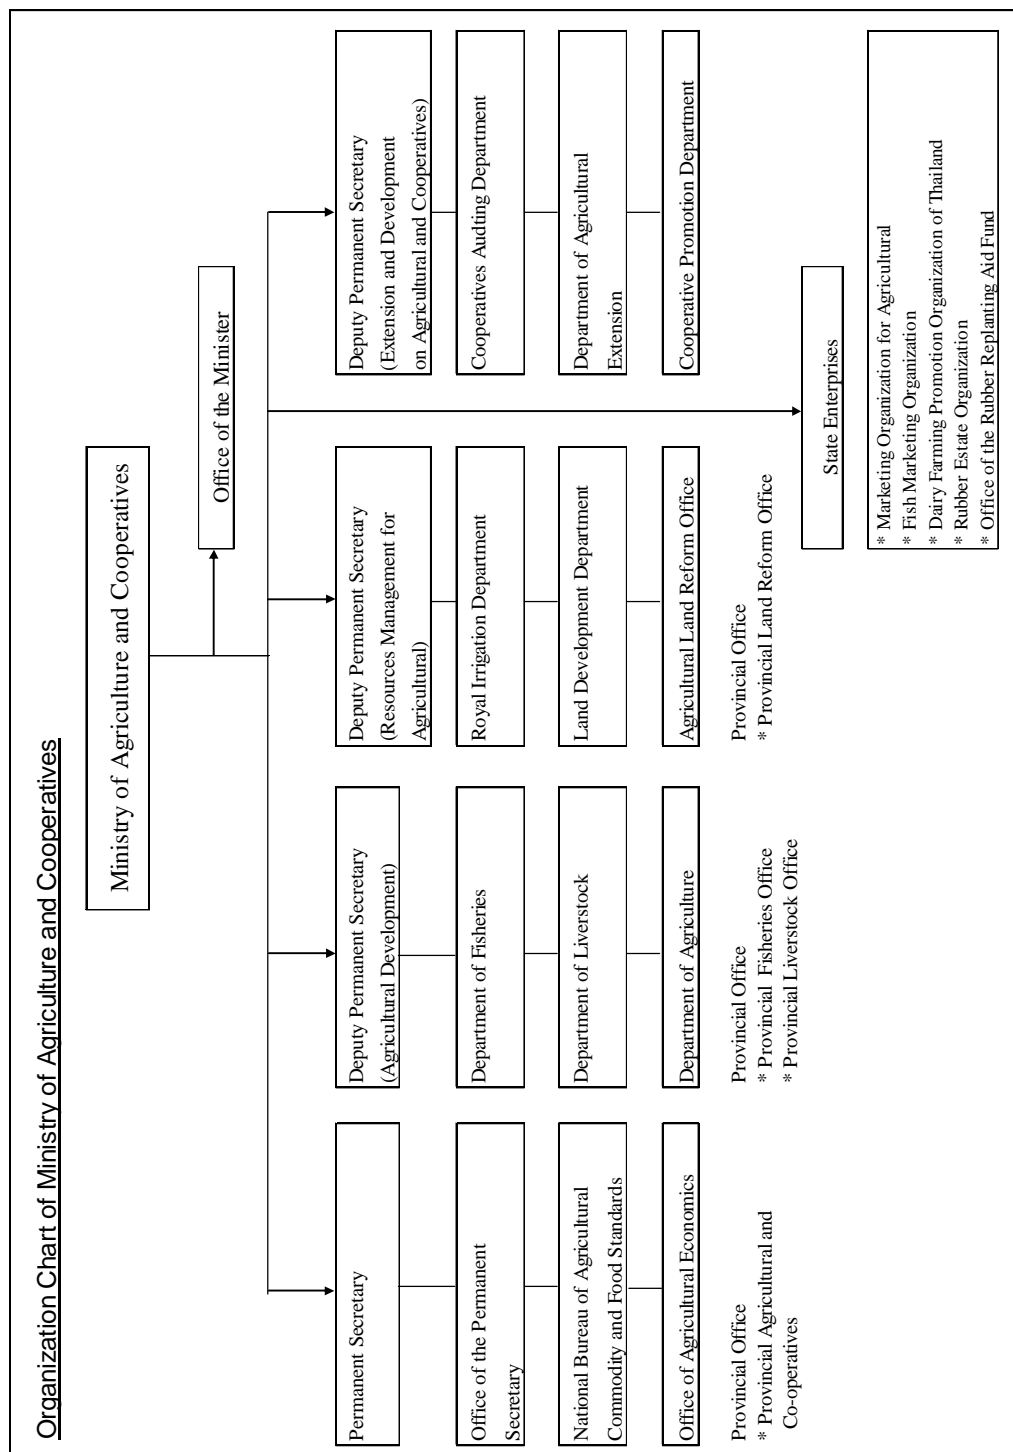 Organization Chart of Ministry of Agriculture and Cooperatives
Ministry of Agriculture and Cooperatives
Office of the Minister
Permanent Secretary
Office of the Permanent
Secretary
National Bureau of Agricultural
Commodity and Food Standards
Office of Agricultural Economics
Provincial Office
* Provincial Agricultural and
Co-operatives
Deputy Permanent Secretary
(Agricultural Development)
Department of Fisheries
Department of Liverstock
Department of Agriculture
Provincial Office
* Provincial Fisheries Office
* Provincial Liverstock Office
Deputy Permanent Secretary
(Resources Management for
Agricultural)
Royal Irrigation Department
Land Development Department
Agricultural Land Reform Office
Provincial Office
* Provincial Land Reform Office
Deputy Permanent Secretary
(Extension and Development
on Agricultural and Cooperatives)
Cooperatives Audting Department
Department of Agricultural
Extension
Cooperative Promotion Department
State Enterprises
* Marketing Organization for Agricultural
* Fish Marketing Organization
* Dairy Farming Promotion Organization of Thailand
* Rubber Estate Organization
* Office of the Rubber Replanting Aid Fund